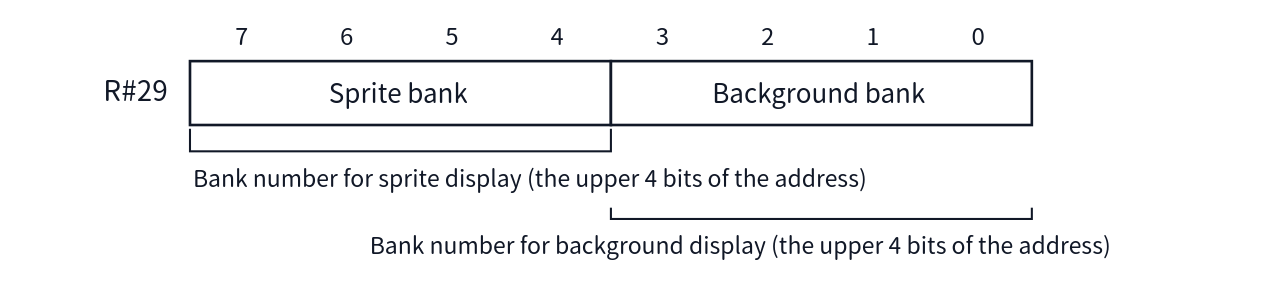 7 6 5 4 3 2 1 0
R#29 Sprite bank Background bank
Bank number for sprite display (the upper 4 bits of the address)
Bank number for background display (the upper 4 bits of the address)